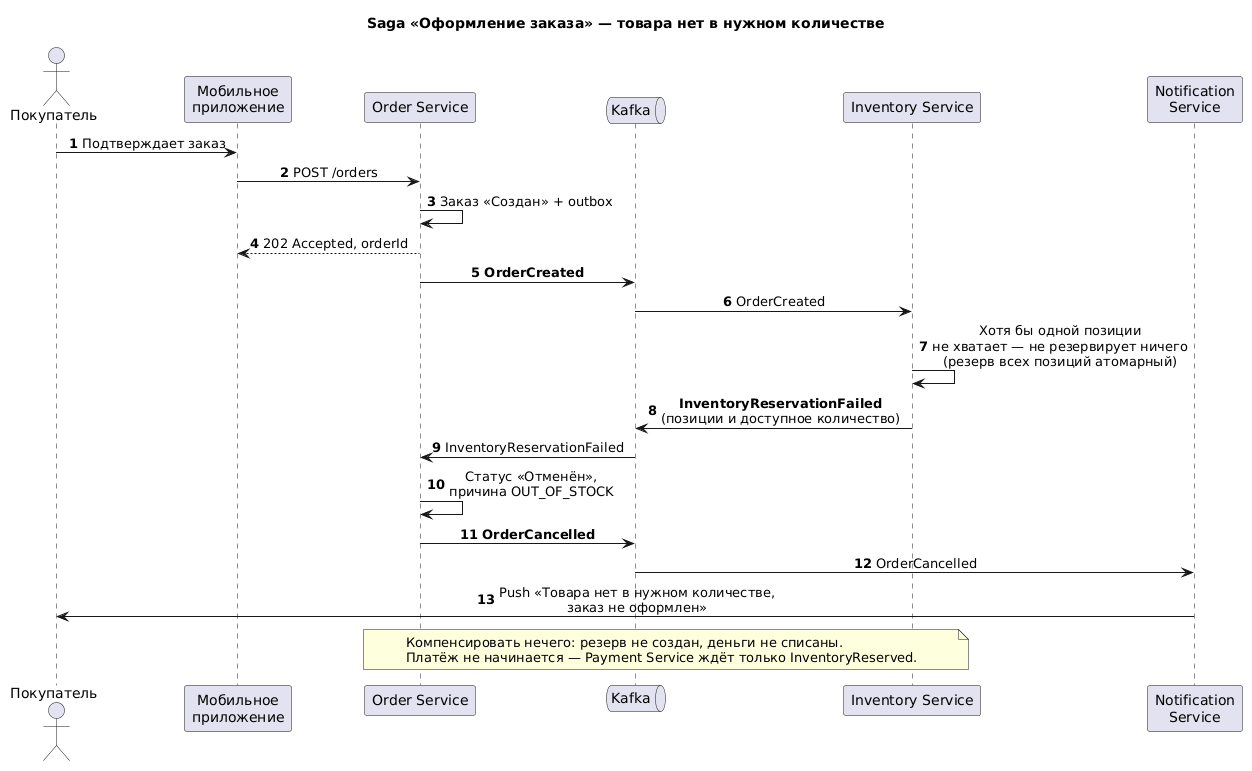 Saga «Оформление заказа» — товара нет в нужном количестве
Покупатель
Мобильное
приложение
Order Service
Kafka
Inventory Service
Notification
Service
1 Подтверждает заказ
2 POST /orders
3 Заказ «Создан» + outbox
4 202 Accepted, orderId
5 OrderCreated
6 OrderCreated
Хотя бы одной позиции
7 не хватает — не резервирует ничего
(резерв всех позиций атомарный)
8 InventoryReservationFailed
(позиции и доступное количество)
9 InventoryReservationFailed
10 Статус «Отменён»,
причина OUT_OF_STOCK
11 OrderCancelled
12 OrderCancelled
13 Push «Товара нет в нужном количестве,
заказ не оформлен»
Компенсировать нечего: резерв не создан, деньги не списаны.
Платёж не начинается — Payment Service ждёт только InventoryReserved.
Покупатель
Мобильное
приложение
Order Service
Kafka
Inventory Service
Notification
Service